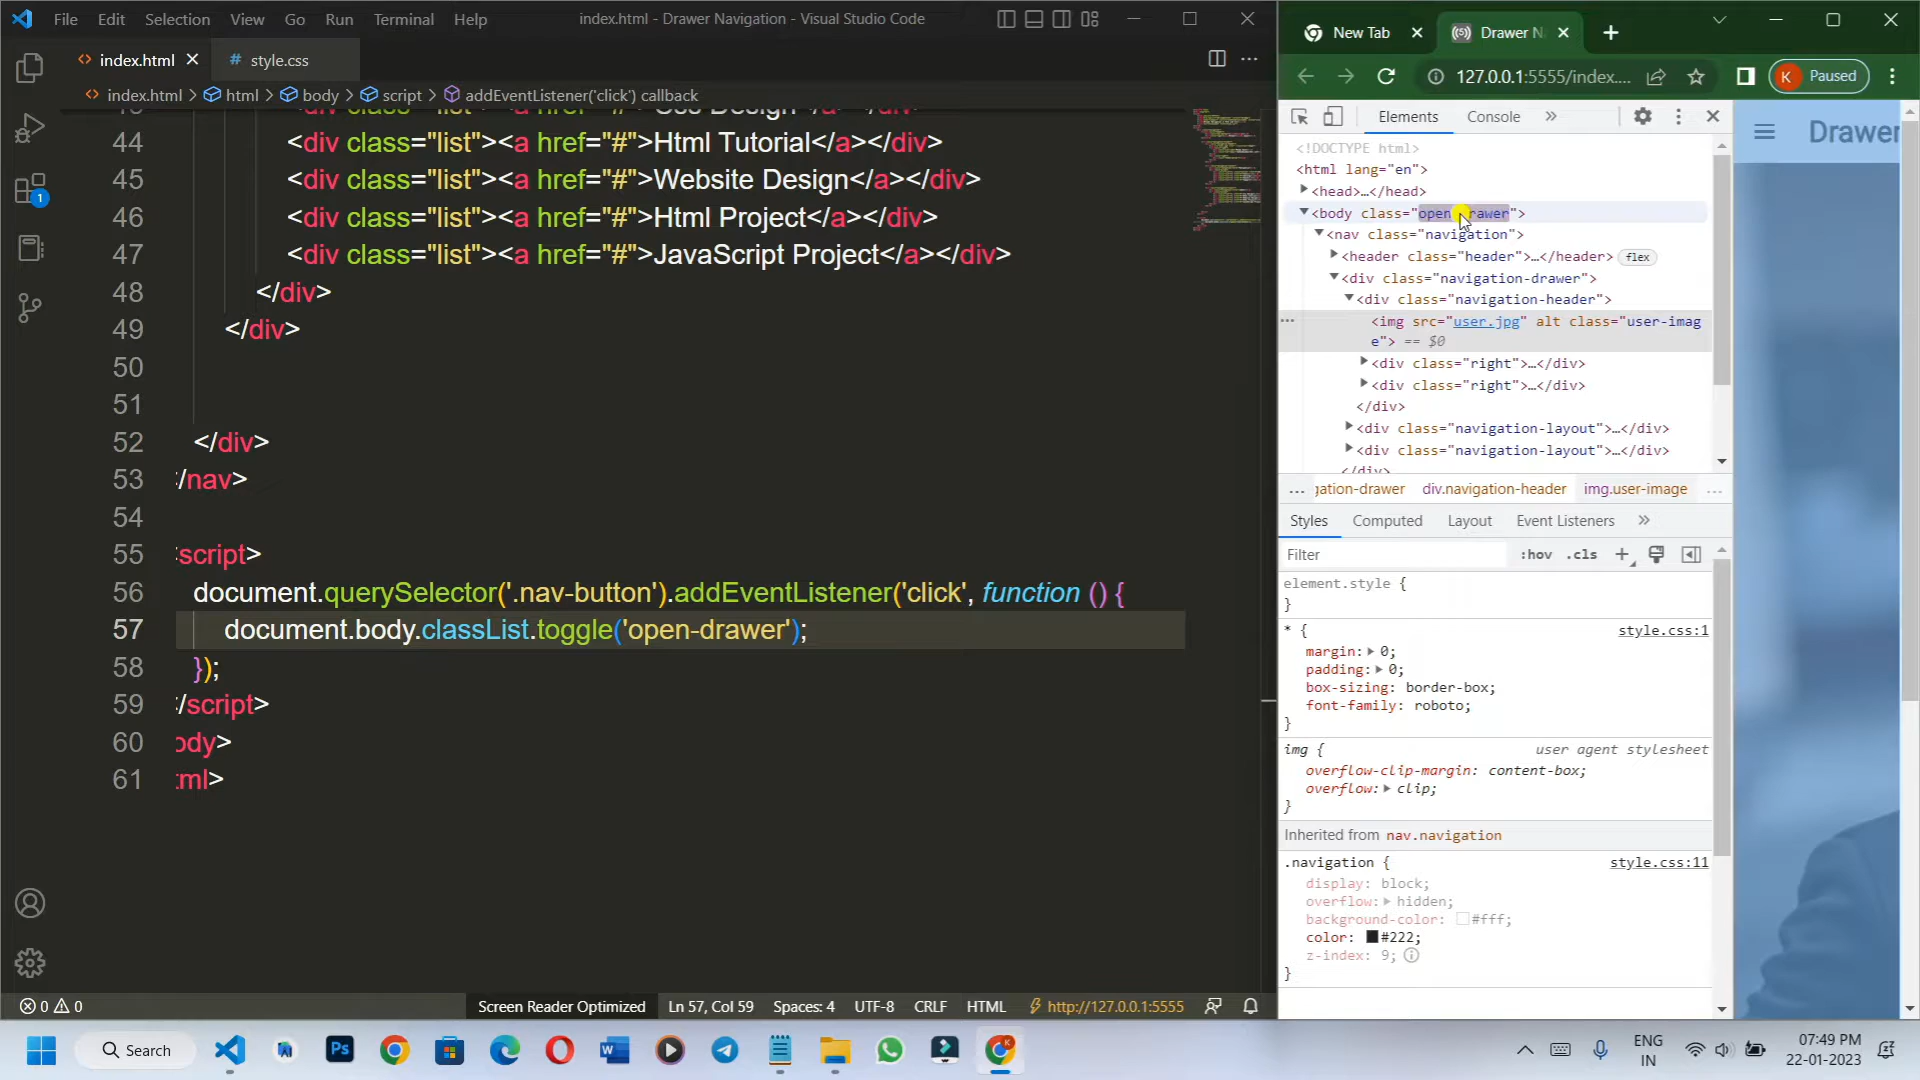 File Edit Selection View Go Run Terminal Help
index.html - Drawer Navigation - Visual Studio Code
index.html
style.css
index.html > html > body > script > addEventListener('click') callback
44 <div class="list"><a href="#">Html Tutorial</a></div>
45 <div class="list"><a href="#">Website Design</a></div>
46 <div class="list"><a href="#">Html Project</a></div>
47 <div class="list"><a href="#">JavaScript Project</a></div>
48 </div>
49 </div>
50
51
52 </div>
53 /nav>
54
55 script>
56 document.querySelector('.nav-button').addEventListener('click', function () {
57 document.body.classList.toggle('open-drawer');
58 });
59 /script>
60 ody>
61 tml>
1
0 0
Screen Reader Optimized
Ln 57, Col 59
Spaces: 4
UTF-8
CRLF
HTML
http://127.0.0.1:5555
New Tab
Drawer N
127.0.0.1:5555/index....
K Paused
Elements
Console
»
<!DOCTYPE html>
<html lang="en">
<head>…</head>
<body class="open-drawer">
<nav class="navigation">
<header class="header">…</header> flex
<div class="navigation-drawer">
<div class="navigation-header">
<img src="user.jpg" alt class="user-imag
e"> == $0
<div class="right">…</div>
<div class="right">…</div>
</div>
<div class="navigation-layout">…</div>
<div class="navigation-layout">…</div>
</div>
... gation-drawer div.navigation-header img.user-image ...
Styles Computed Layout Event Listeners »
Filter
:hov .cls +
element.style {
}
* { style.css:1
margin: 0;
padding: 0;
box-sizing: border-box;
font-family: roboto;
}
img { user agent stylesheet
overflow-clip-margin: content-box;
overflow: clip;
}
Inherited from nav.navigation
.navigation { style.css:11
display: block;
overflow: hidden;
background-color: #fff;
color: #222;
z-index: 9;
}
Drawer
Search
Ps
K
ENG
IN
07:49 PM
22-01-2023